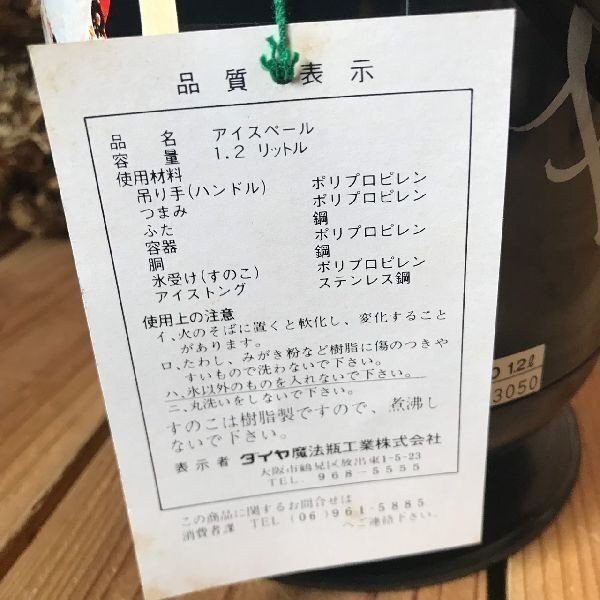 品質表示
品名 アイスペール
容量 1.2 リットル
使用材料
吊り手(ハンドル) ポリプロピレン
つまみ ポリプロピレン
ふた 鋼
容器 ポリプロピレン
胴 鋼
氷受け(すのこ) ポリプロピレン
アイストング ステンレス鋼
使用上の注意
イ、火のそばに置くと軟化し、変化すること
があります。
ロ、たわし、みがき粉など樹脂に傷のつきや
すいもので洗わないで下さい。
ハ、氷以外のものを入れないで下さい。
ニ、丸洗いをしないで下さい。
すのこは樹脂製ですので、煮沸し
ないで下さい。
表示者 ダイヤ魔法瓶工業株式会社
大阪市鶴見区放出東1-5-23
TEL. 968-5555
この商品に関するお問合せは
消費者課 TEL (06) 961-5885
へご連絡下さい。
1.2ℓ
3050